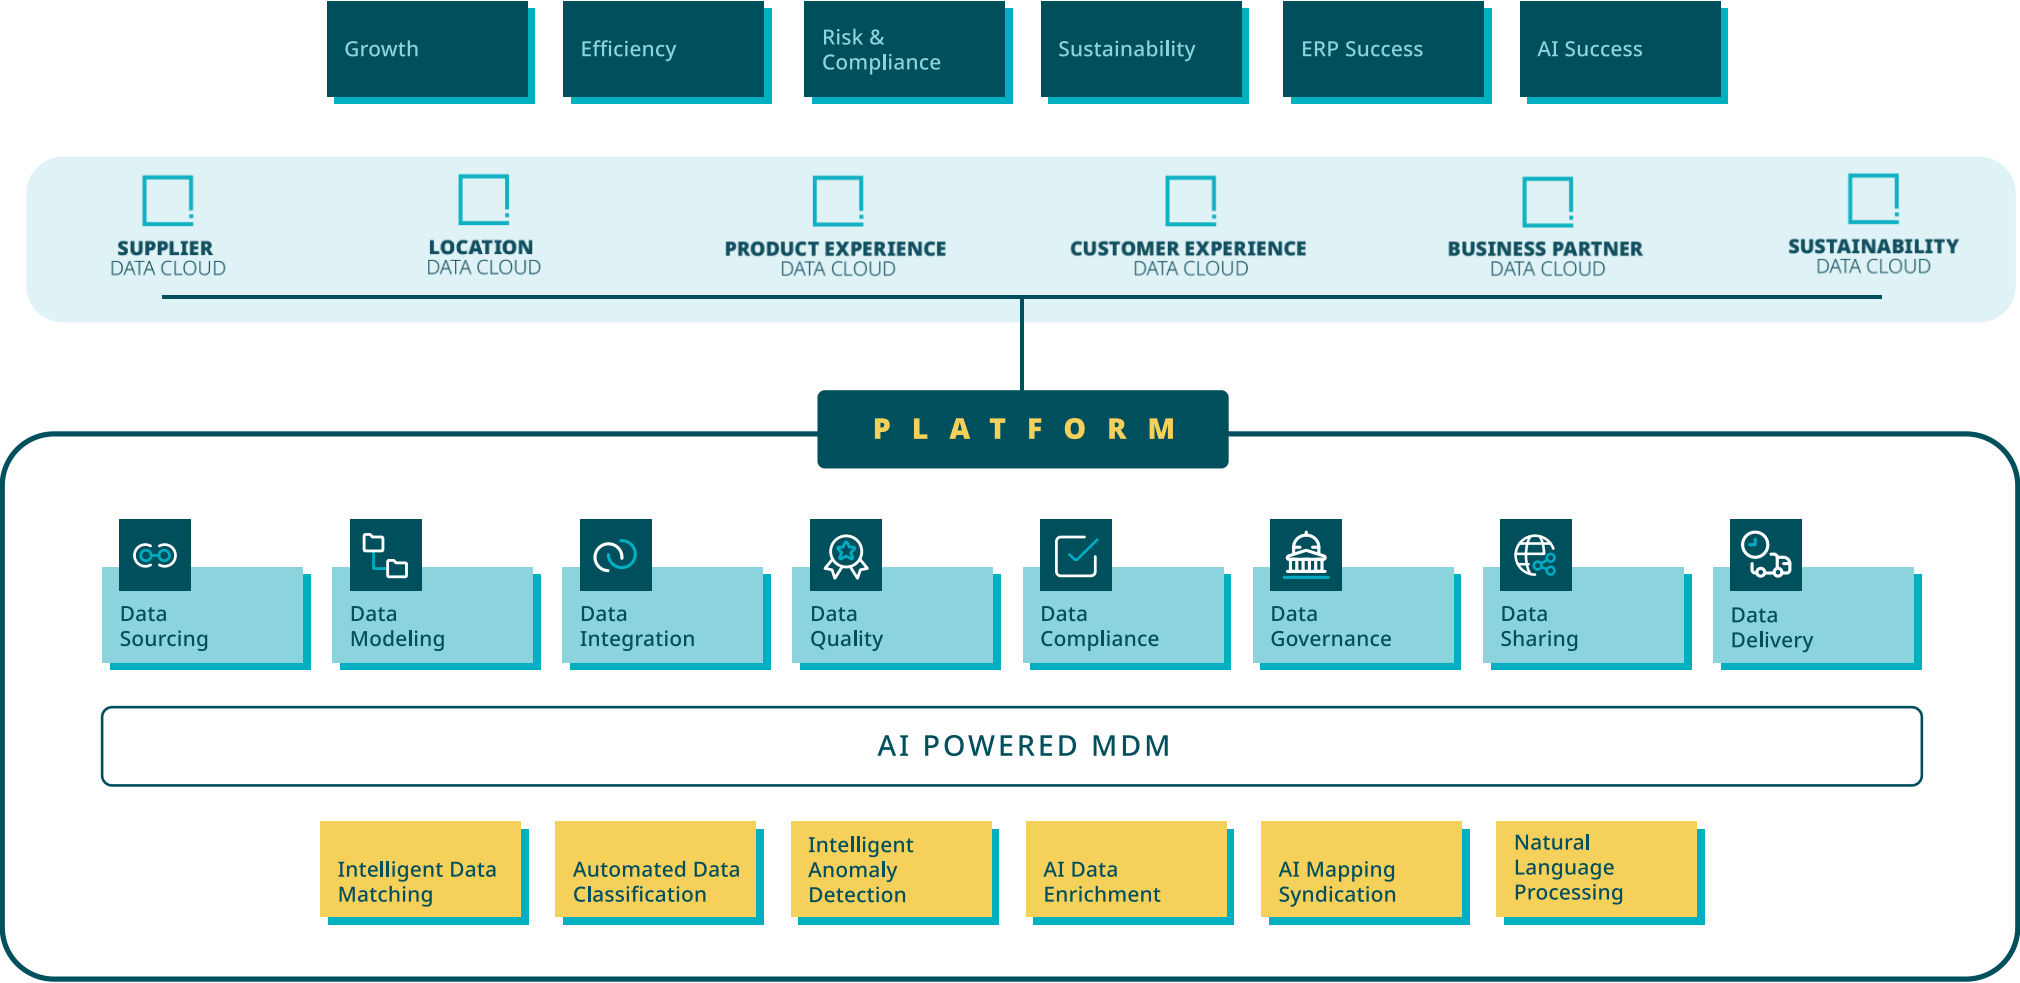 Growth
Efficiency
Risk &
Compliance
Sustainability
ERP Success
AI Success
SUPPLIER
DATA CLOUD
LOCATION
DATA CLOUD
PRODUCT EXPERIENCE
DATA CLOUD
CUSTOMER EXPERIENCE
DATA CLOUD
BUSINESS PARTNER
DATA CLOUD
SUSTAINABILITY
DATA CLOUD
PLATFORM
Data
Sourcing
Data
Modeling
Data
Integration
Data
Quality
Data
Compliance
Data
Governance
Data
Sharing
Data
Delivery
AI POWERED MDM
Intelligent Data
Matching
Automated Data
Classification
Intelligent
Anomaly
Detection
AI Data
Enrichment
AI Mapping
Syndication
Natural
Language
Processing